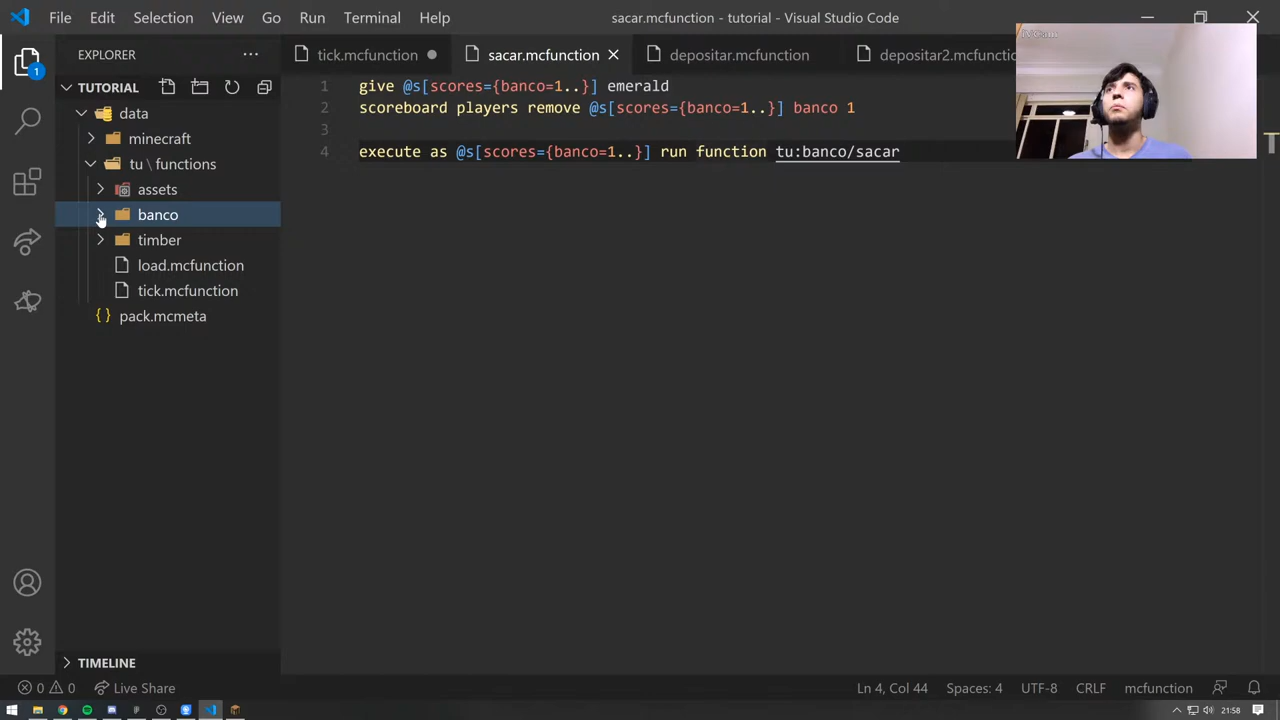 File Edit Selection View Go Run Terminal Help
sacar.mcfunction - tutorial - Visual Studio Code
EXPLORER
tick.mcfunction
sacar.mcfunction
depositar.mcfunction
depositar2.mcfunction
1
TUTORIAL
data
minecraft
tu \ functions
assets
banco
timber
load.mcfunction
tick.mcfunction
{} pack.mcmeta
1 give @s[scores={banco=1..}] emerald
2 scoreboard players remove @s[scores={banco=1..}] banco 1
3
4 execute as @s[scores={banco=1..}] run function tu:banco/sacar
TIMELINE
0 0 Live Share
Ln 4, Col 44 Spaces: 4 UTF-8 CRLF mcfunction
21:58